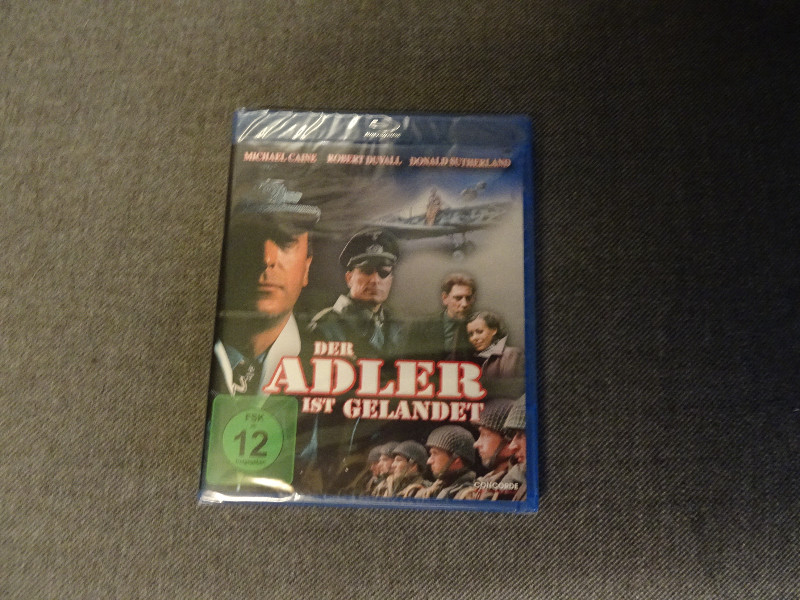 MICHAEL CAINE ROBERT DUVALL DONALD SUTHERLAND
DER
ADLER
IST GELANDET
FSK
12
CONCORDE